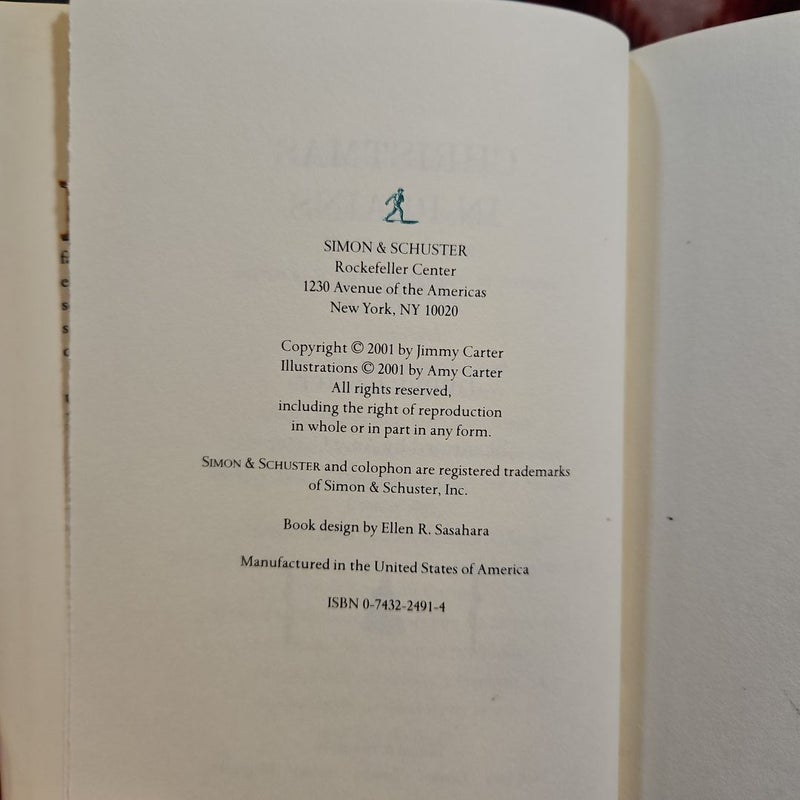 SIMON & SCHUSTER
Rockefeller Center
1230 Avenue of the Americas
New York, NY 10020
Copyright © 2001 by Jimmy Carter
Illustrations © 2001 by Amy Carter
All rights reserved,
including the right of reproduction
in whole or in part in any form.
SIMON & SCHUSTER and colophon are registered trademarks
of Simon & Schuster, Inc.
Book design by Ellen R. Sasahara
Manufactured in the United States of America
ISBN 0-7432-2491-4